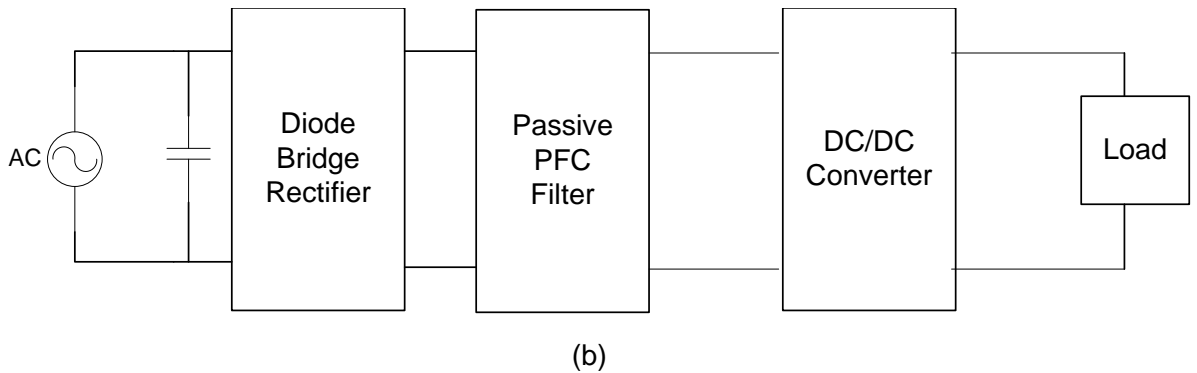 AC
Diode
Bridge
Rectifier
Passive
PFC
Filter
DC/DC
Converter
Load
(b)